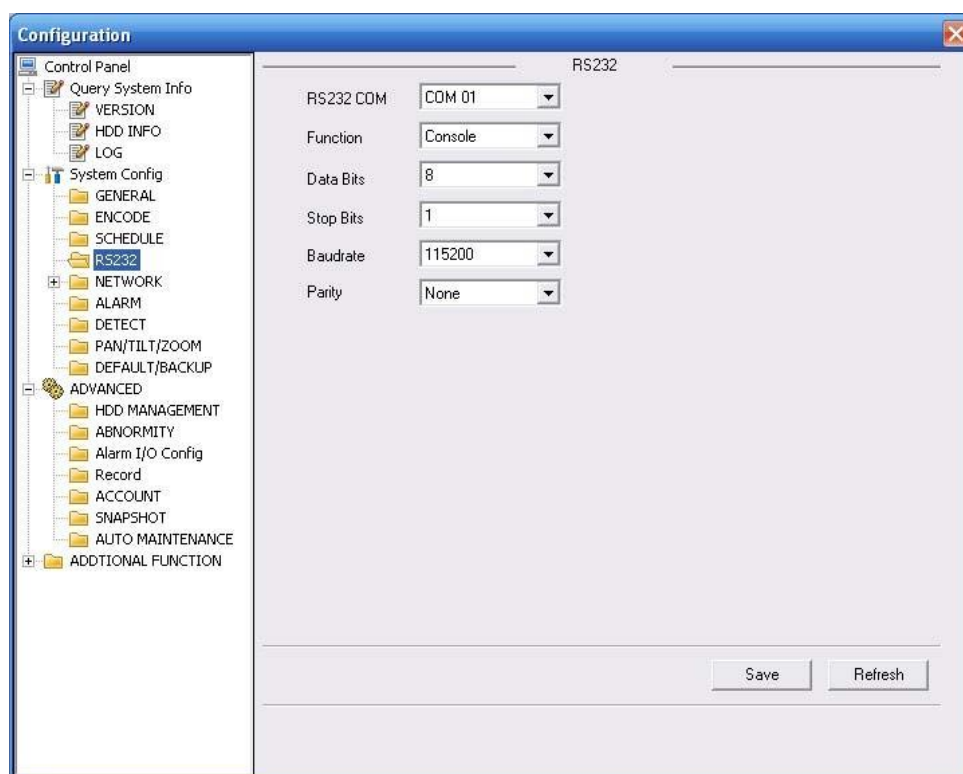 Configuration
Control Panel
Query System Info
VERSION
HDD INFO
LOG
System Config
GENERAL
ENCODE
SCHEDULE
RS232
NETWORK
ALARM
DETECT
PAN/TILT/ZOOM
DEFAULT/BACKUP
ADVANCED
HDD MANAGEMENT
ABNORMITY
Alarm I/O Config
Record
ACCOUNT
SNAPSHOT
AUTO MAINTENANCE
ADDTIONAL FUNCTION
RS232
RS232 COM COM 01
Function Console
Data Bits 8
Stop Bits 1
Baudrate 115200
Parity None
Save Refresh